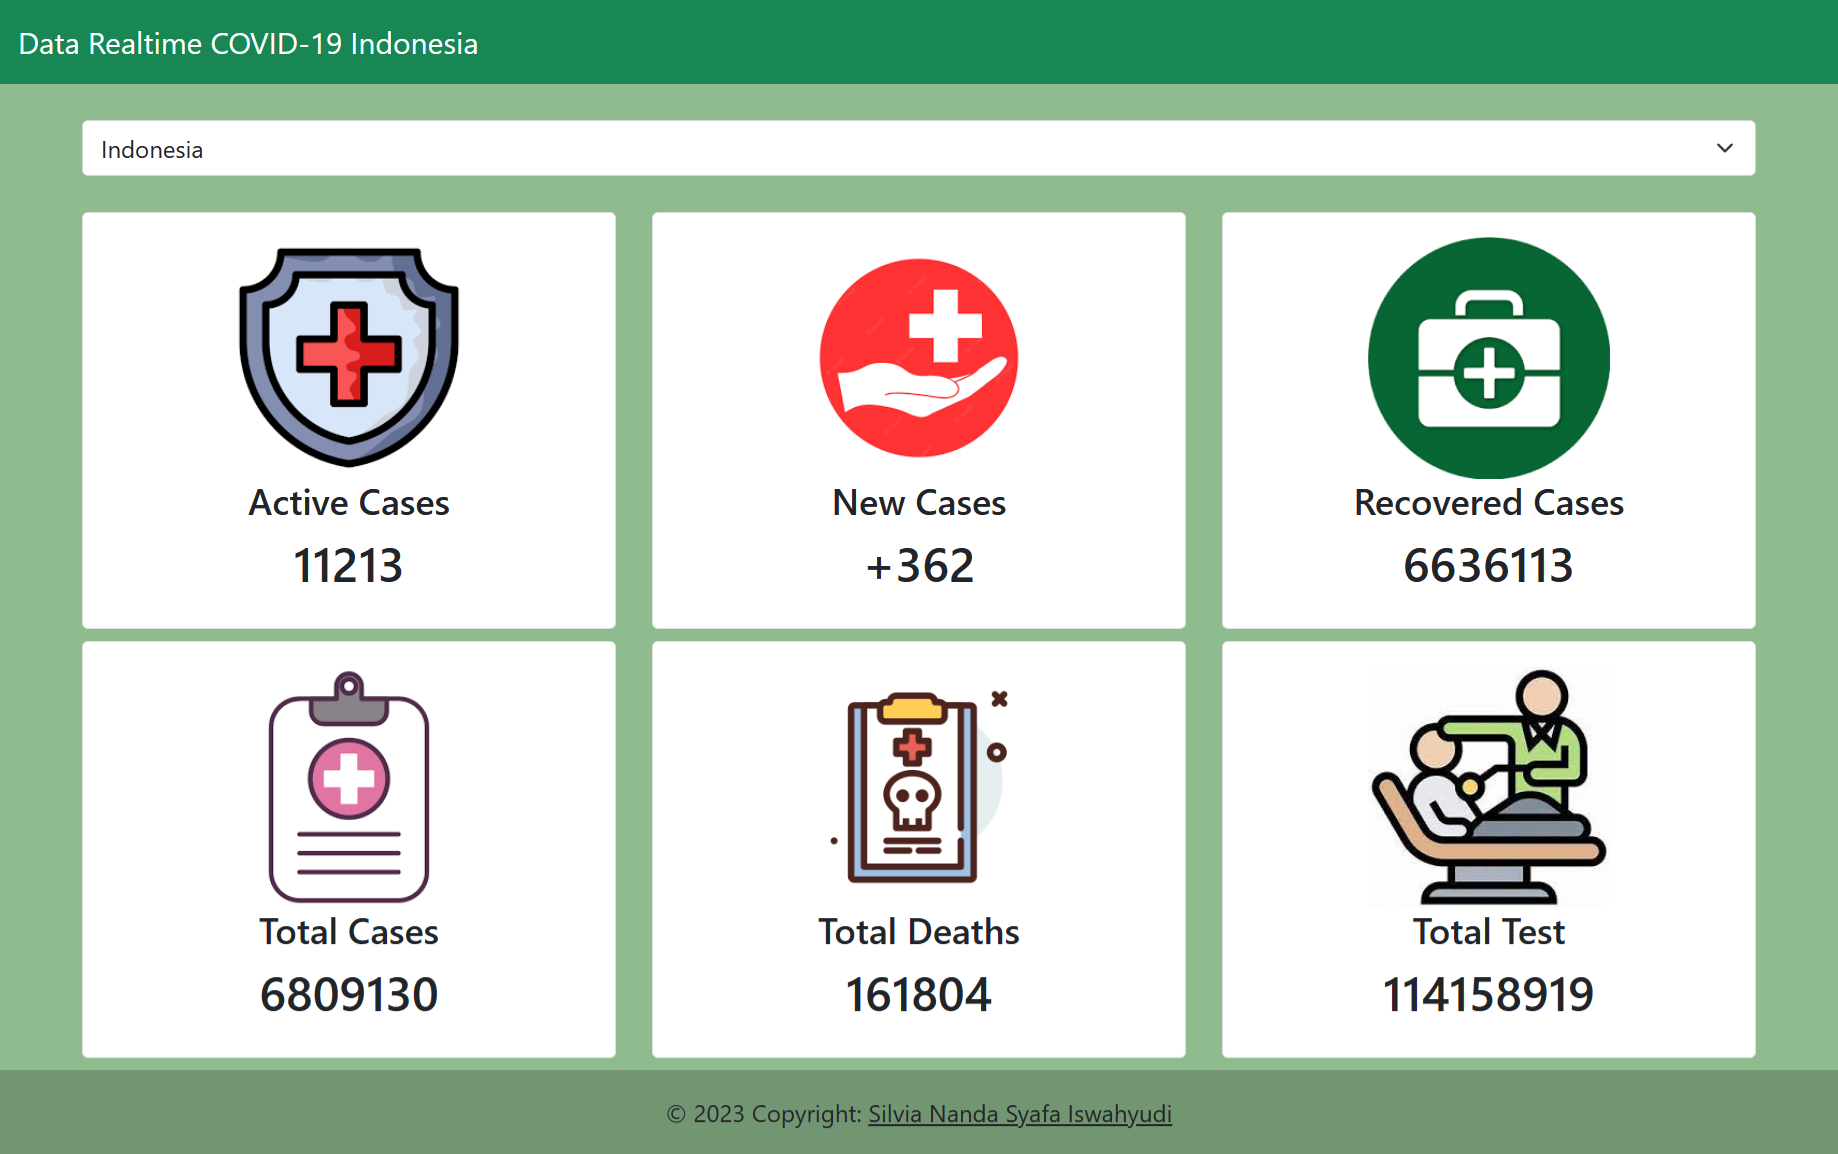 Data Realtime COVID-19 Indonesia
Indonesia
Active Cases
11213
New Cases
+362
Recovered Cases
6636113
Total Cases
6809130
Total Deaths
161804
Total Test
114158919
© 2023 Copyright: Silvia Nanda Syafa Iswahyudi